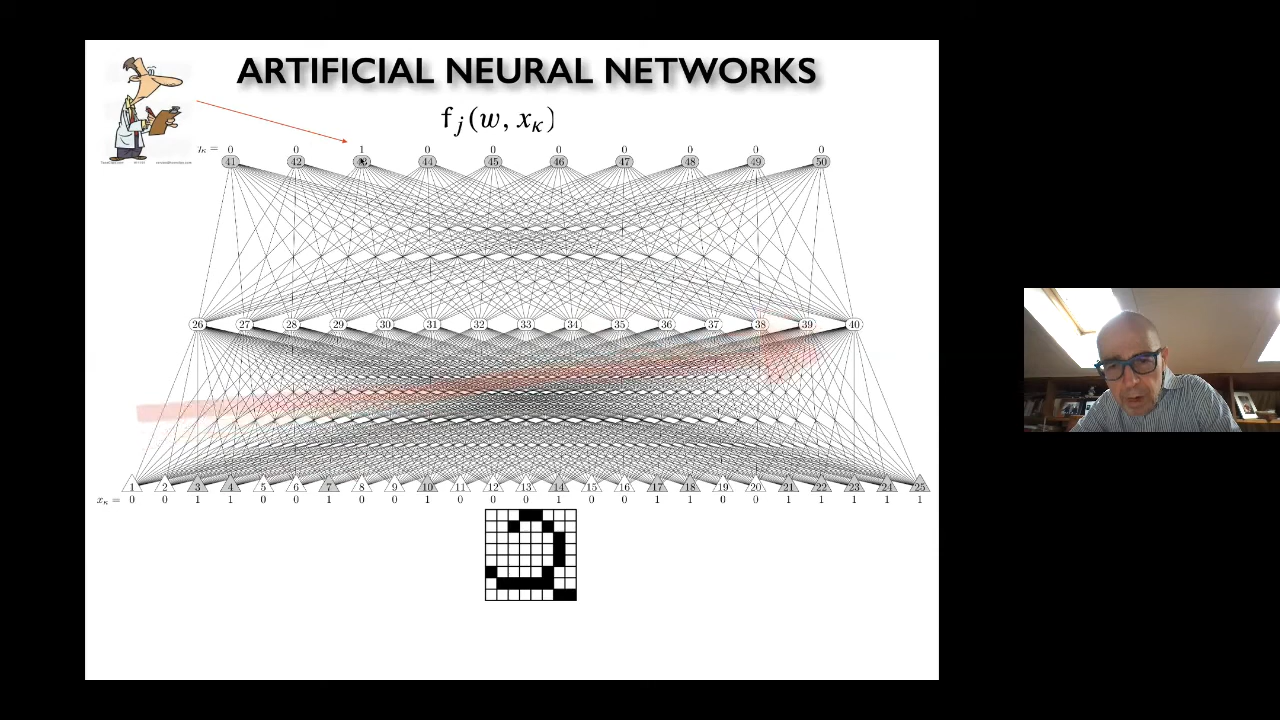 ARTIFICIAL NEURAL NETWORKS
fⱼ(w, xκ)
0 0 1 0 0 0 0 0 0 0
41 42 43 44 45 46 47 48 49 50
26 27 28 29 30 31 32 33 34 35 36 37 38 39 40
1 2 3 4 5 6 7 8 9 10 11 12 13 14 15 16 17 18 19 20 21 22 23 24 25
xκ = 0 0 1 1 0 0 1 0 0 1 0 0 0 1 0 0 1 1 0 0 1 1 1 1 1